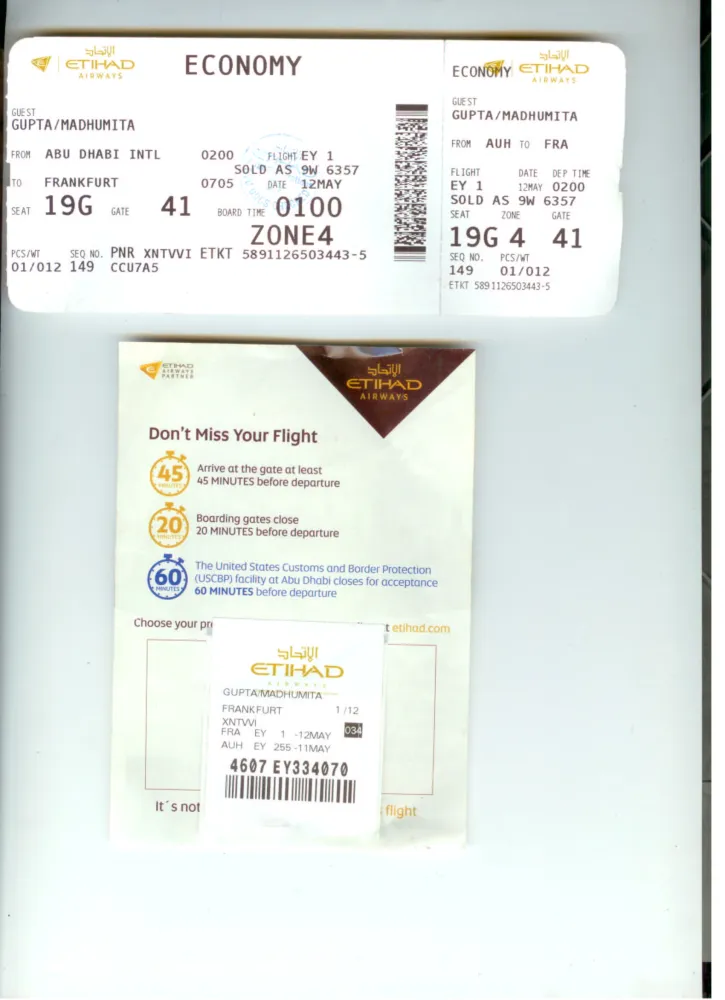 الإتحاد
ETIHAD
AIRWAYS
ECONOMY
GUEST
GUPTA/MADHUMITA
FROM ABU DHABI INTL 0200 FLIGHT EY 1
SOLD AS 9W 6357
TO FRANKFURT 0705 DATE 12MAY
SEAT 19G GATE 41 BOARD TIME 0100
ZONE4
PCS/WT SEQ NO. PNR XNTVVI ETKT 5891126503443-5
01/012 149 CCU7A5
الإتحاد
ECONOMY ETIHAD
AIRWAYS
GUEST
GUPTA/MADHUMITA
FROM AUH TO FRA
FLIGHT DATE DEP TIME
EY 1 12MAY 0200
SOLD AS 9W 6357
SEAT ZONE GATE
19G 4 41
SEQ NO. PCS/WT
149 01/012
ETKT 5891126503443-5
ETIHAD
AIRWAYS
PARTNER
الإتحاد
ETIHAD
AIRWAYS
Don't Miss Your Flight
45 MINUTES
Arrive at the gate at least
45 MINUTES before departure
20 MINUTES
Boarding gates close
20 MINUTES before departure
60 MINUTES
The United States Customs and Border Protection
(USCBP) facility at Abu Dhabi closes for acceptance
60 MINUTES before departure
Choose your pr t etihad.com
الإتحاد
ETIHAD
AIRWAYS
GUPTA/MADHUMITA
FRANKFURT 1/12
XNTVVI
FRA EY 1 -12MAY 034
AUH EY 255-11MAY
4607 EY334070
It´s not flight